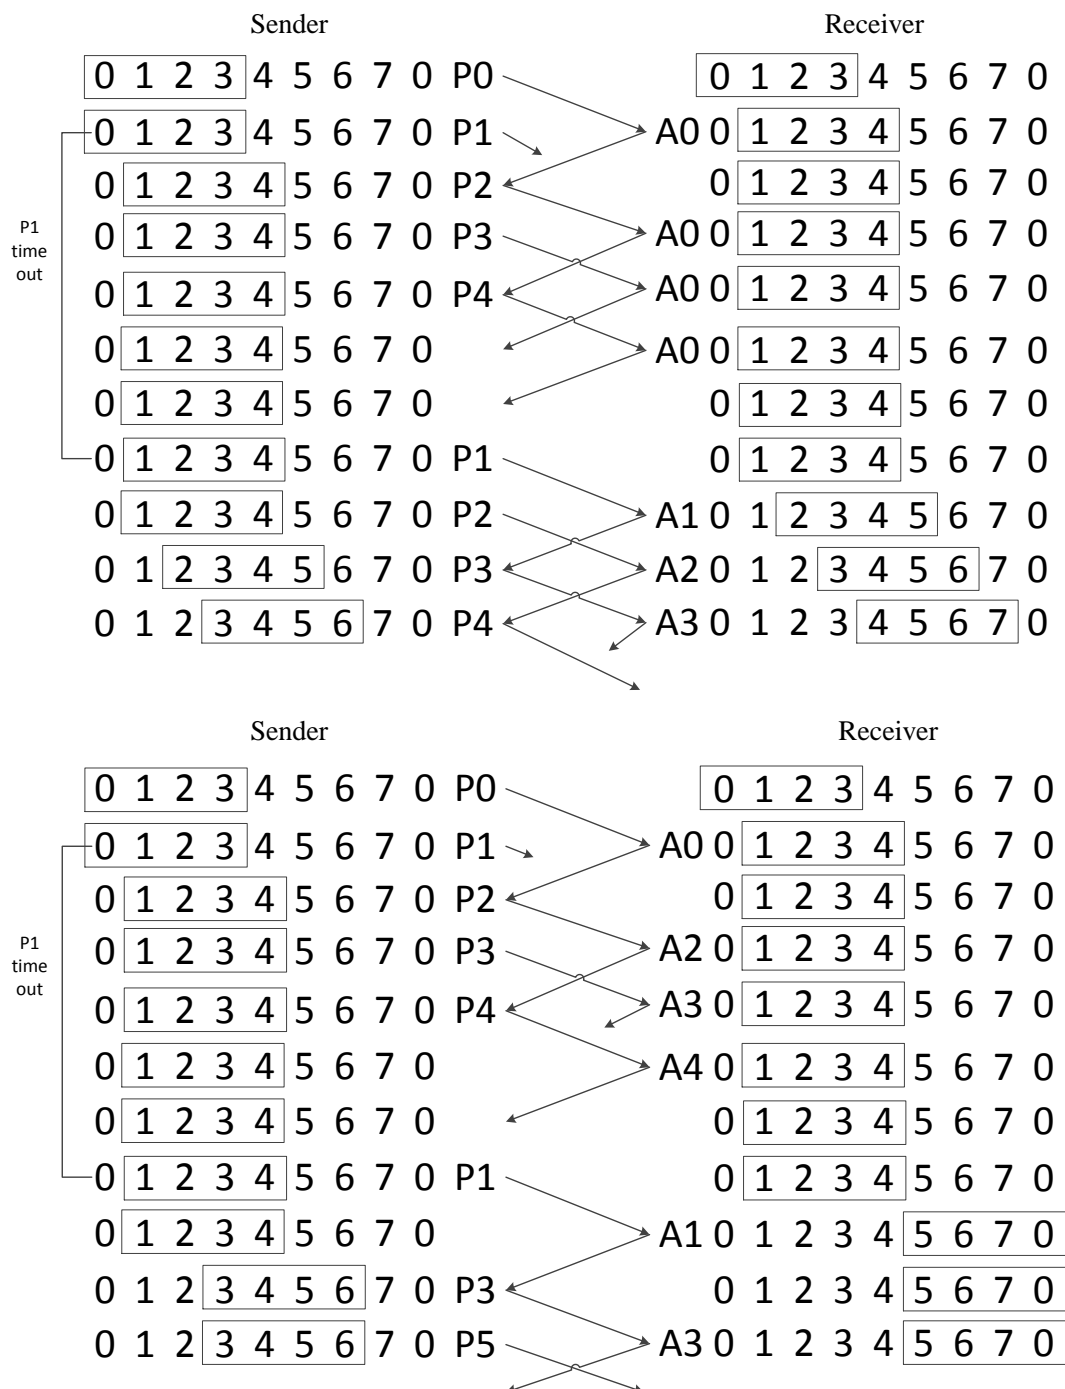 Sender Receiver
0 1 2 3 4 5 6 7 0 P0 0 1 2 3 4 5 6 7 0
0 1 2 3 4 5 6 7 0 P1 A0 0 1 2 3 4 5 6 7 0
0 1 2 3 4 5 6 7 0 P2 0 1 2 3 4 5 6 7 0
P1 time out
0 1 2 3 4 5 6 7 0 P3 A0 0 1 2 3 4 5 6 7 0
0 1 2 3 4 5 6 7 0 P4 A0 0 1 2 3 4 5 6 7 0
0 1 2 3 4 5 6 7 0 A0 0 1 2 3 4 5 6 7 0
0 1 2 3 4 5 6 7 0 0 1 2 3 4 5 6 7 0
0 1 2 3 4 5 6 7 0 P1 0 1 2 3 4 5 6 7 0
0 1 2 3 4 5 6 7 0 P2 A1 0 1 2 3 4 5 6 7 0
0 1 2 3 4 5 6 7 0 P3 A2 0 1 2 3 4 5 6 7 0
0 1 2 3 4 5 6 7 0 P4 A3 0 1 2 3 4 5 6 7 0
Sender Receiver
0 1 2 3 4 5 6 7 0 P0 0 1 2 3 4 5 6 7 0
0 1 2 3 4 5 6 7 0 P1 A0 0 1 2 3 4 5 6 7 0
0 1 2 3 4 5 6 7 0 P2 0 1 2 3 4 5 6 7 0
P1 time out
0 1 2 3 4 5 6 7 0 P3 A2 0 1 2 3 4 5 6 7 0
0 1 2 3 4 5 6 7 0 P4 A3 0 1 2 3 4 5 6 7 0
0 1 2 3 4 5 6 7 0 A4 0 1 2 3 4 5 6 7 0
0 1 2 3 4 5 6 7 0 0 1 2 3 4 5 6 7 0
0 1 2 3 4 5 6 7 0 P1 0 1 2 3 4 5 6 7 0
0 1 2 3 4 5 6 7 0 A1 0 1 2 3 4 5 6 7 0
0 1 2 3 4 5 6 7 0 P3 0 1 2 3 4 5 6 7 0
0 1 2 3 4 5 6 7 0 P5 A3 0 1 2 3 4 5 6 7 0